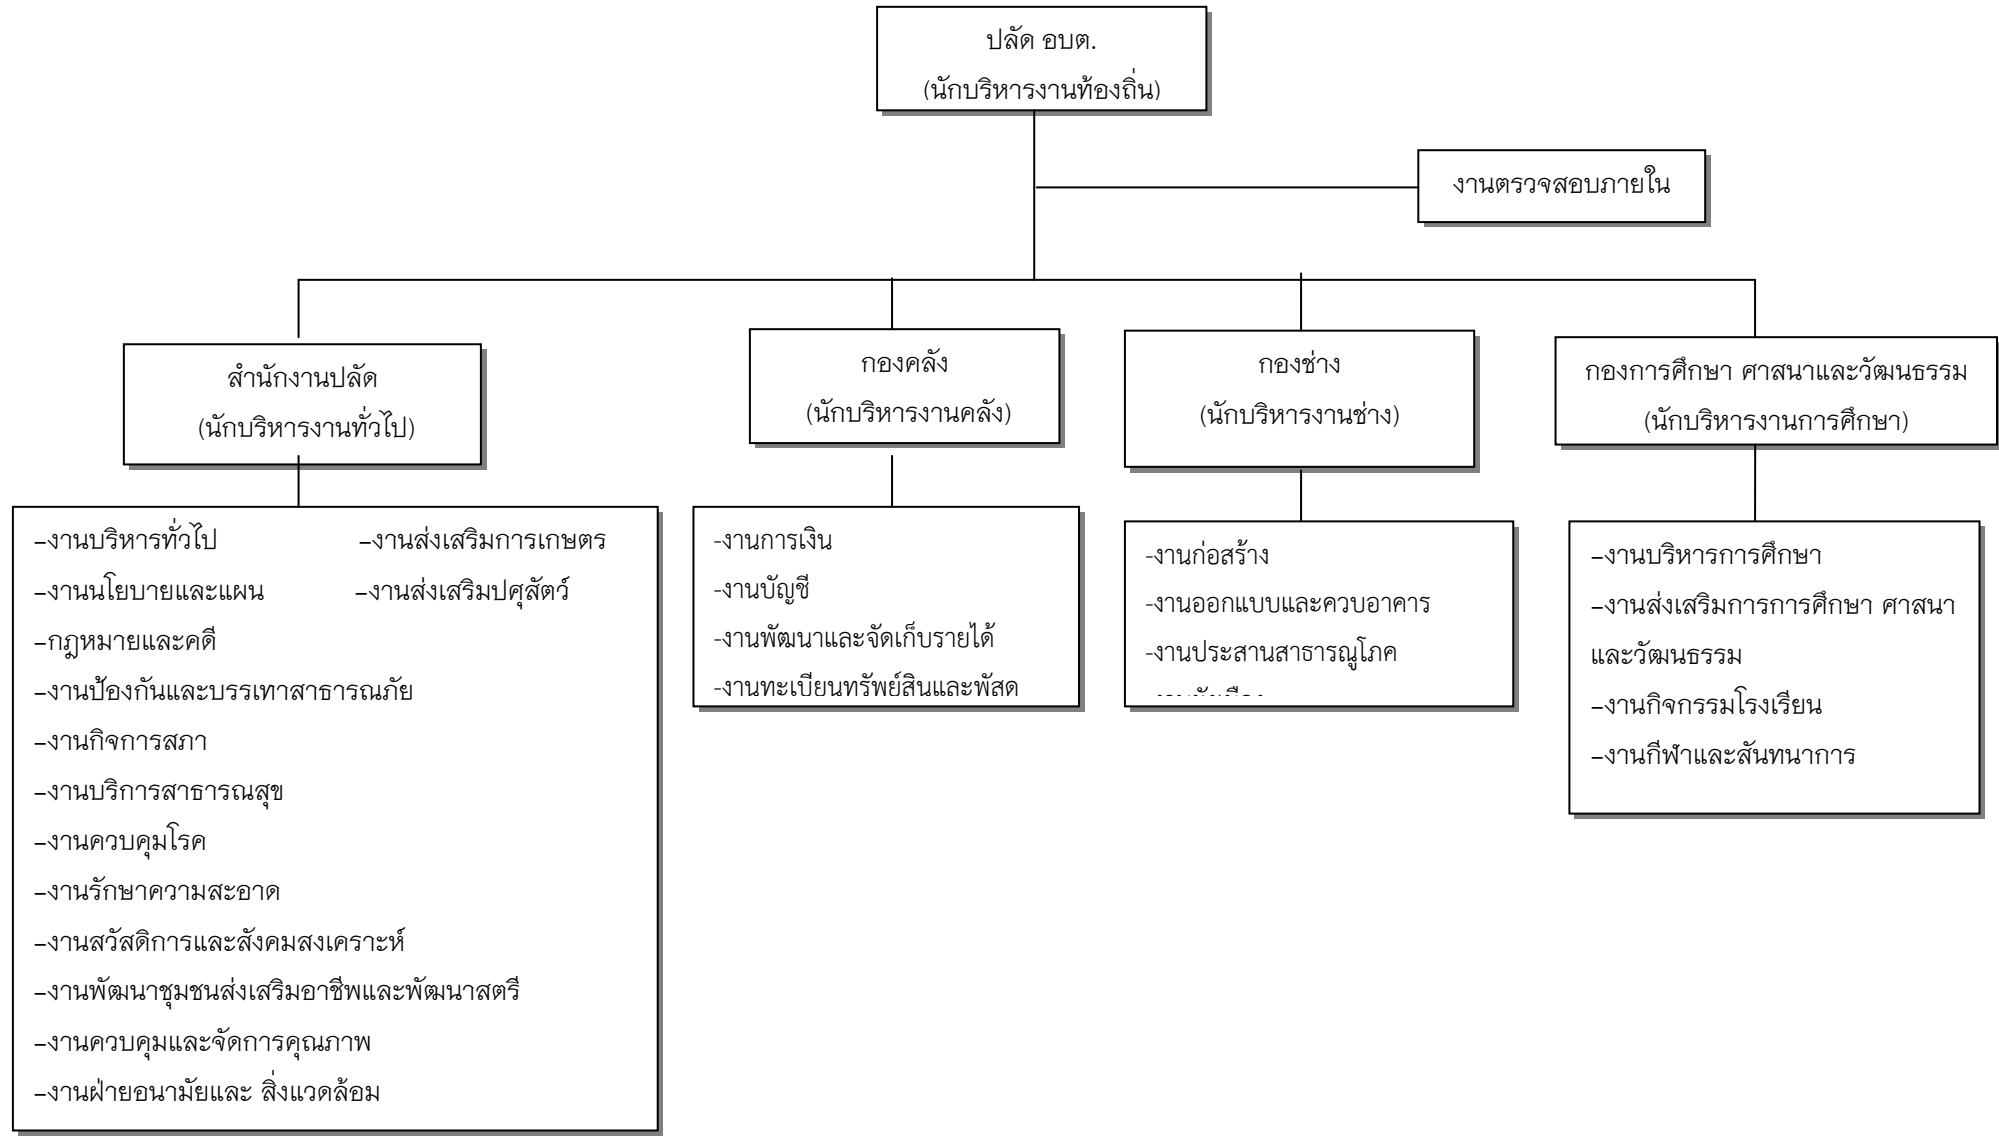 ปลัด อบต.
(นักบริหารงานท้องถิ่น)
งานตรวจสอบภายใน
สำนักงานปลัด
(นักบริหารงานทั่วไป)
กองคลัง
(นักบริหารงานคลัง)
กองช่าง
(นักบริหารงานช่าง)
กองการศึกษา ศาสนาและวัฒนธรรม
(นักบริหารงานการศึกษา)
-งานบริหารทั่วไป -งานส่งเสริมการเกษตร
-งานนโยบายและแผน -งานส่งเสริมปศุสัตว์
-กฎหมายและคดี
-งานป้องกันและบรรเทาสาธารณภัย
-งานกิจการสภา
-งานบริการสาธารณสุข
-งานควบคุมโรค
-งานรักษาความสะอาด
-งานสวัสดิการและสังคมสงเคราะห์
-งานพัฒนาชุมชนส่งเสริมอาชีพและพัฒนาสตรี
-งานควบคุมและจัดการคุณภาพ
-งานฝ่ายอนามัยและ สิ่งแวดล้อม
-งานการเงิน
-งานบัญชี
-งานพัฒนาและจัดเก็บรายได้
-งานทะเบียนทรัพย์สินและพัสด
-งานก่อสร้าง
-งานออกแบบและควบอาคาร
-งานประสานสาธารณูโภค
-งานบริหารการศึกษา
-งานส่งเสริมการการศึกษา ศาสนา
และวัฒนธรรม
-งานกิจกรรมโรงเรียน
-งานกีฬาและสันทนาการ